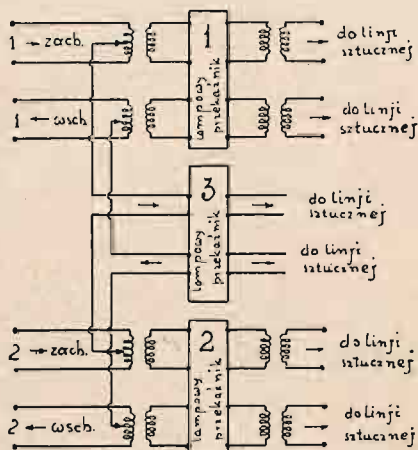 1 → zach.
1
lampowy
przekaźnik
do linji
sztucznej
1 ← wsch.
do linji
sztucznej
3
lampowy
przekaźnik
→
→
do linji
sztucznej
←
→
do linji
sztucznej
2 → zach.
2
lampowy
przekaźnik
→
do linji
sztucznej
2 ← wsch.
→
do linji
sztucznej